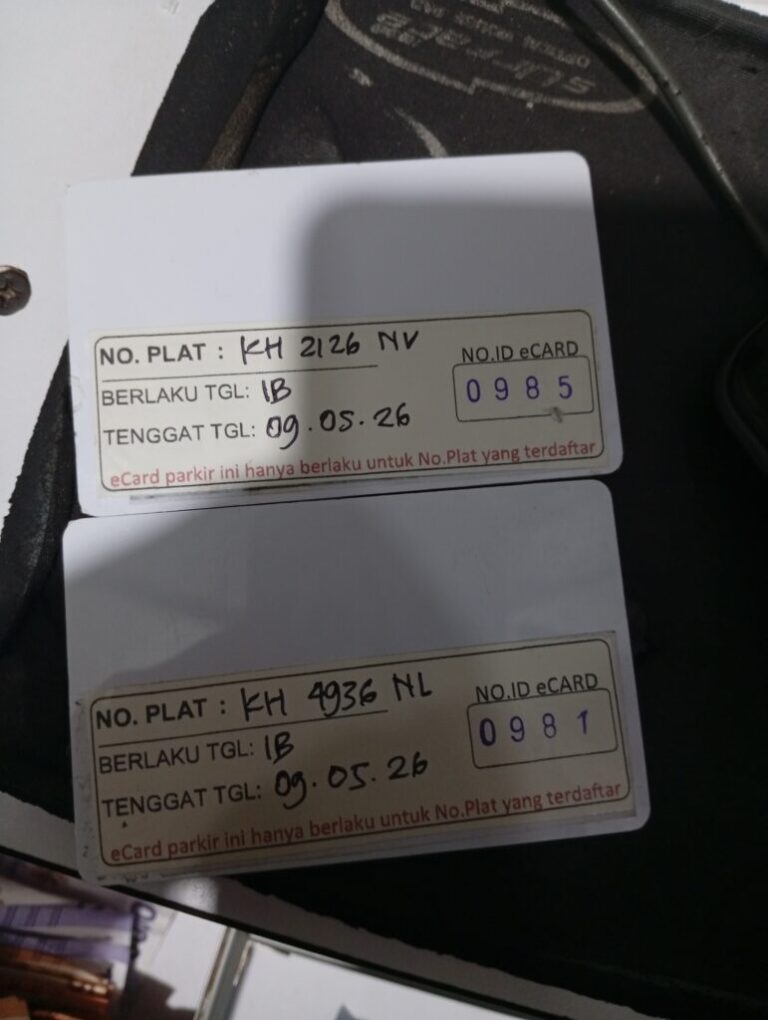 NO. PLAT : KH 2126 NV
NO.ID eCARD
BERLAKU TGL: 1B
0985
TENGGAT TGL: 09.05.26
eCard parkir ini hanya berlaku untuk No.Plat yang terdaftar
NO. PLAT : KH 4936 NL
NO.ID eCARD
BERLAKU TGL: 1B
0981
TENGGAT TGL: 09.05.26
eCard parkir ini hanya berlaku untuk No.Plat yang terdaftar